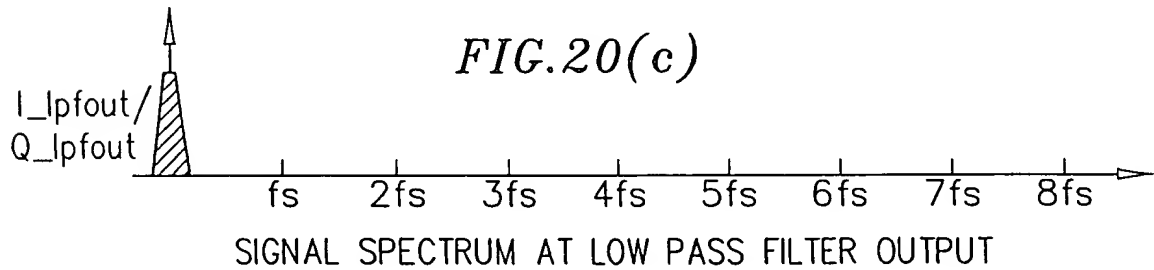 FIG.20(c)
I_lpfout/
Q_lpfout
fs 2fs 3fs 4fs 5fs 6fs 7fs 8fs
SIGNAL SPECTRUM AT LOW PASS FILTER OUTPUT